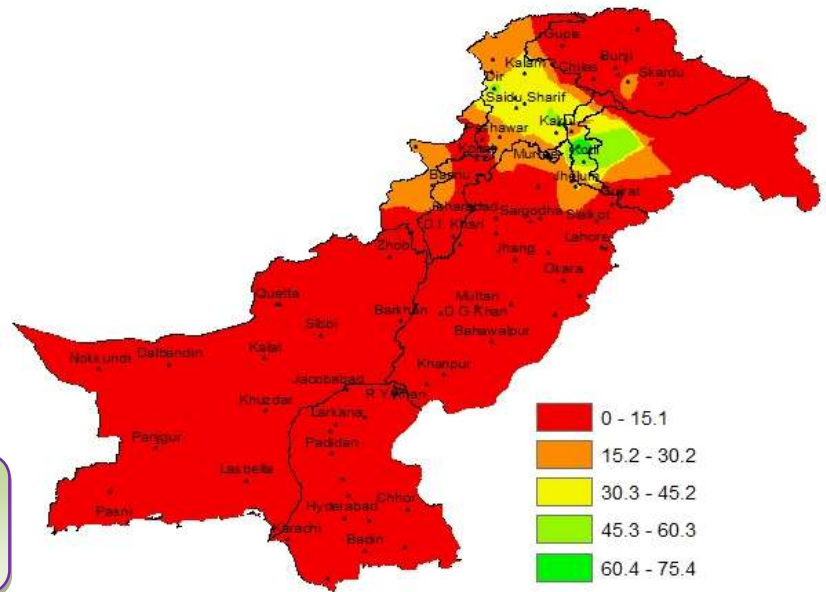 Gupis
Bunji
Kalam
Chilas
Skardu
Dir
Saidu Sharif
Kakul
Peshawar
Kohat
Murree
Kotli
Bannu
Jhelum
Gujrat
Sargodha
Sialkot
D.I. Khan
Lahore
Zhob
Jhang
Okara
Quetta
Multan
Barkhan
D G Khan
Sibbi
Bahawalpur
Nokkundi
Dalbandin
Kalat
Khanpur
Jacobabad
R Y Khan
Khuzdar
Larkana
Panjgur
Padidan
Lasbella
Pasni
Hyderabad
Chhor
Karachi
Badin
0 - 15.1
15.2 - 30.2
30.3 - 45.2
45.3 - 60.3
60.4 - 75.4